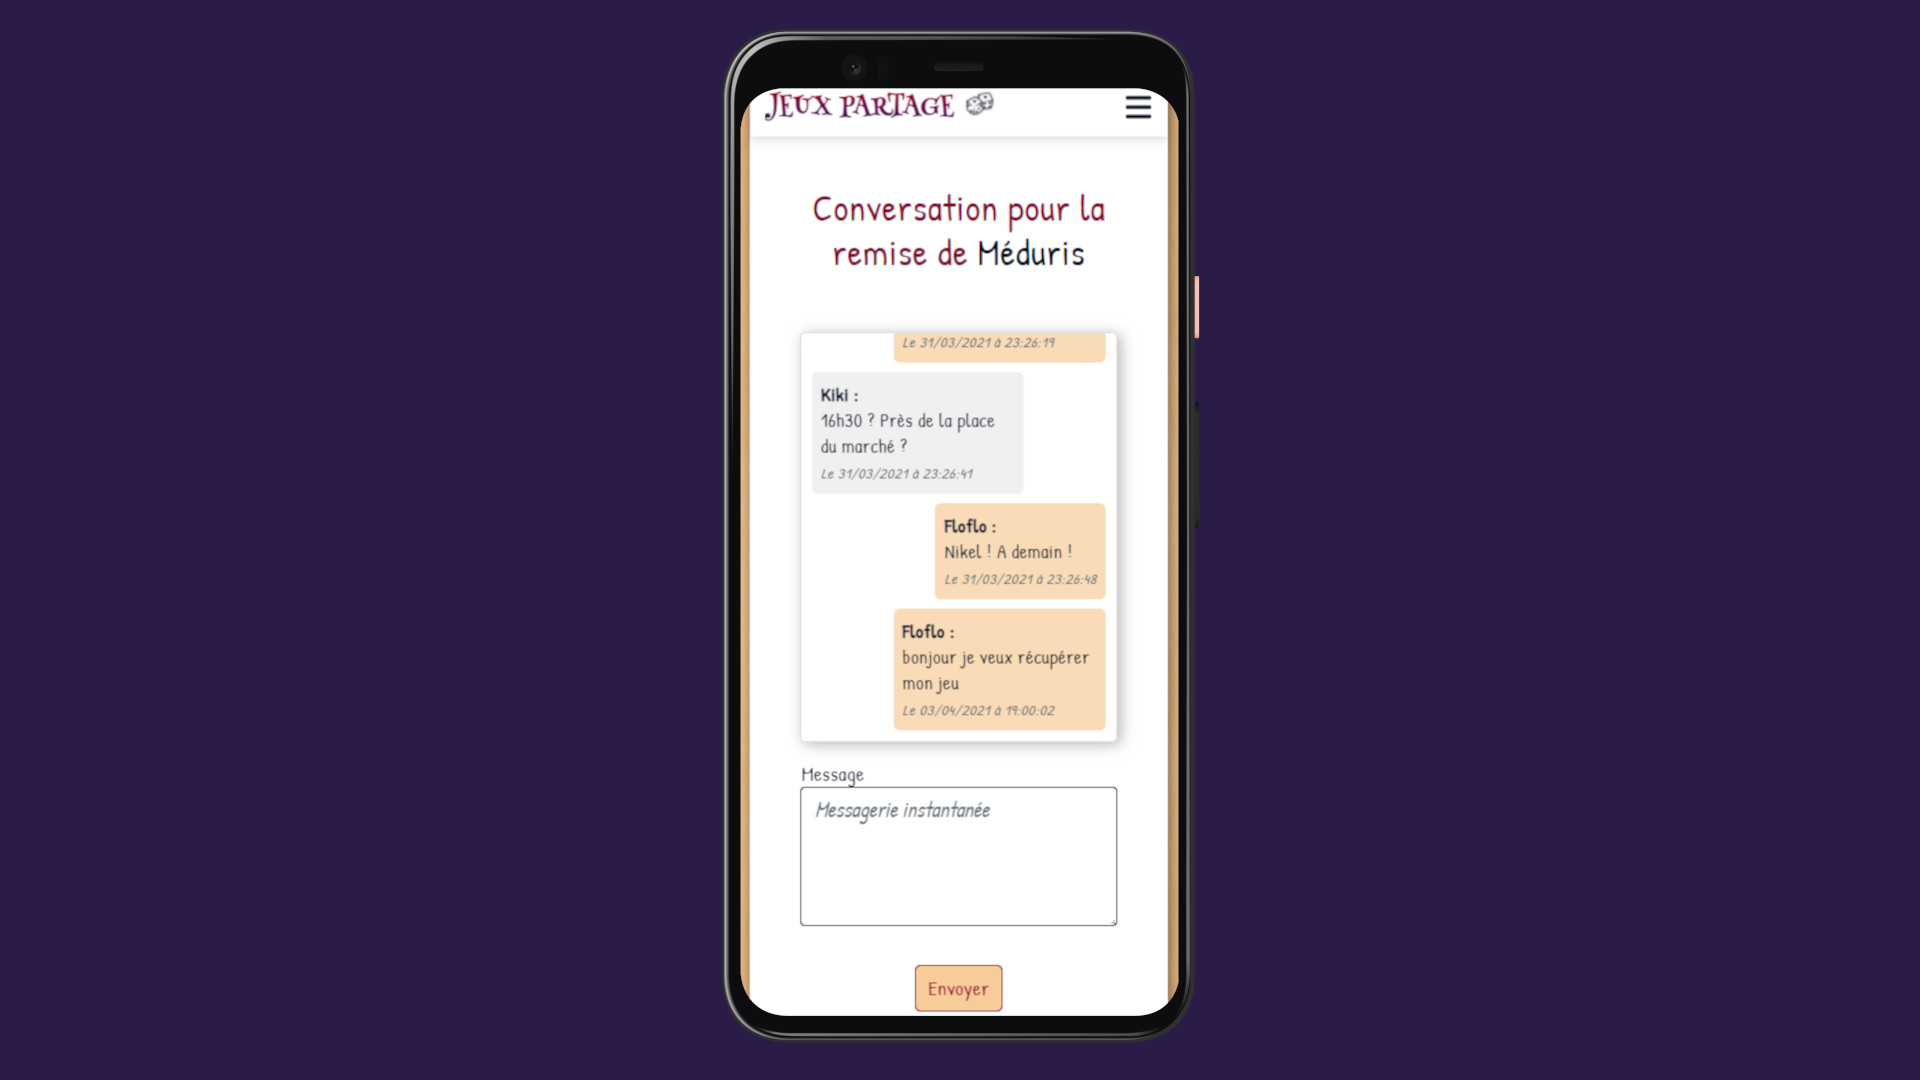 JEUX PARTAGE
Conversation pour la
remise de Méduris
Le 31/03/2021 à 23:26:19
Kiki :
16h30 ? Près de la place
du marché ?
Le 31/03/2021 à 23:26:41
Floflo :
Nikel ! A demain !
Le 31/03/2021 à 23:26:48
Floflo :
bonjour je veux récupérer
mon jeu
Le 03/04/2021 à 19:00:02
Message
Messagerie instantanée
Envoyer